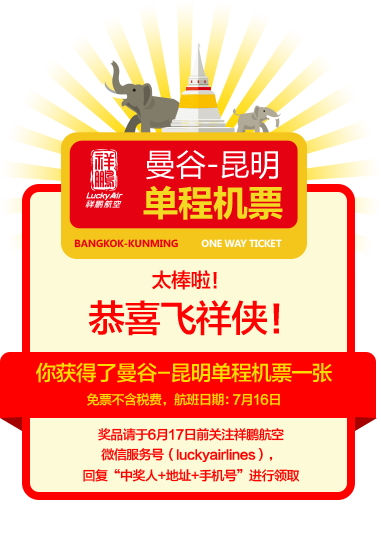 祥鹏
LuckyAir
祥鹏航空
曼谷-昆明
单程机票
BANGKOK-KUNMING ONE WAY TICKET
太棒啦!
恭喜飞祥侠!
你获得了曼谷-昆明单程机票一张
免票不含税费，航班日期:7月16日
奖品请于6月17日前关注祥鹏航空
微信服务号（luckyairlines），
回复“中奖人+地址+手机号”进行领取